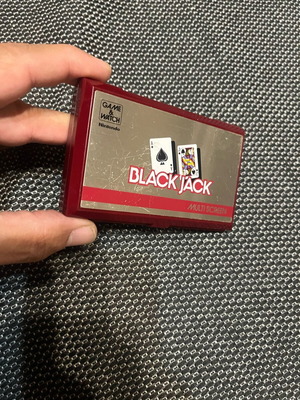 GAME &
WATCH
Nintendo
BLACK JACK
MULTI SCREEN